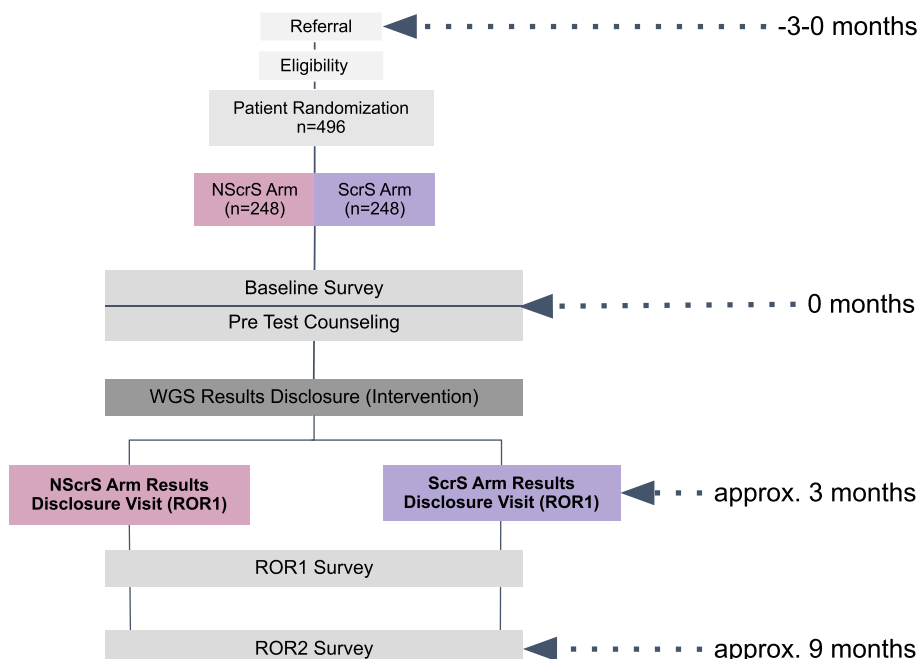 Referral
-3-0 months
Eligibility
Patient Randomization
n=496
NScrS Arm
(n=248)
ScrS Arm
(n=248)
Baseline Survey
0 months
Pre Test Counseling
WGS Results Disclosure (Intervention)
NScrS Arm Results
Disclosure Visit (ROR1)
ScrS Arm Results
Disclosure Visit (ROR1)
approx. 3 months
ROR1 Survey
ROR2 Survey
approx. 9 months